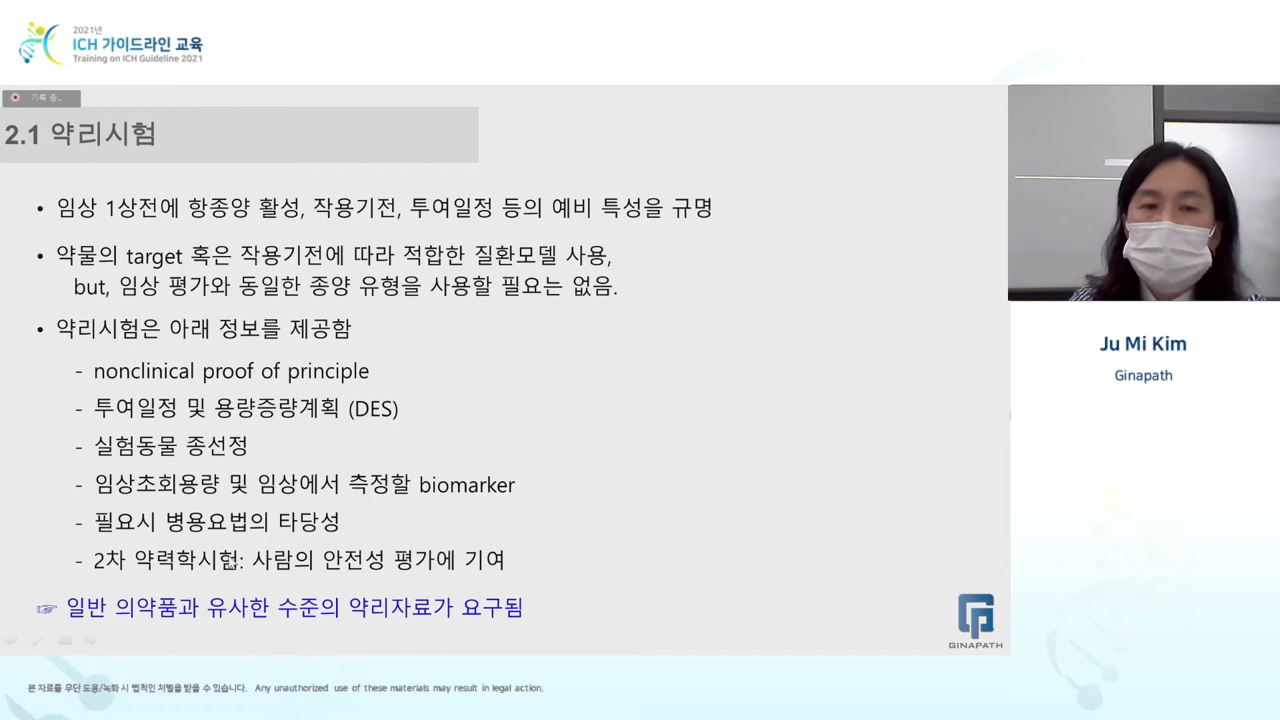 2021년
ICH 가이드라인 교육
Training on ICH Guideline 2021
기록 중...
2.1 약리시험
• 임상 1상전에 항종양 활성, 작용기전, 투여일정 등의 예비 특성을 규명
• 약물의 target 혹은 작용기전에 따라 적합한 질환모델 사용,
but, 임상 평가와 동일한 종양 유형을 사용할 필요는 없음.
• 약리시험은 아래 정보를 제공함
- nonclinical proof of principle
- 투여일정 및 용량증량계획 (DES)
- 실험동물 종선정
- 임상초회용량 및 임상에서 측정할 biomarker
- 필요시 병용요법의 타당성
- 2차 약력학시험: 사람의 안전성 평가에 기여
☞ 일반 의약품과 유사한 수준의 약리자료가 요구됨
GINAPATH
Ju Mi Kim
Ginapath
본 자료를 무단 도용/녹화 시 법적인 처벌을 받을 수 있습니다. Any unauthorized use of these materials may result in legal action.